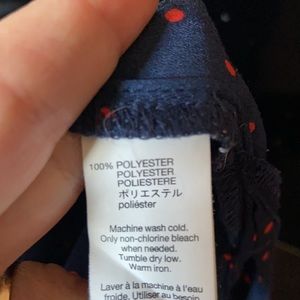 100% POLYESTER
POLYESTER
POLIESTERE
ポリエステル
poliéster
Machine wash cold.
Only non-chlorine bleach
when needed.
Tumble dry low.
Warm iron.
Laver à la machine à l'eau
froide. Utiliser au besoin